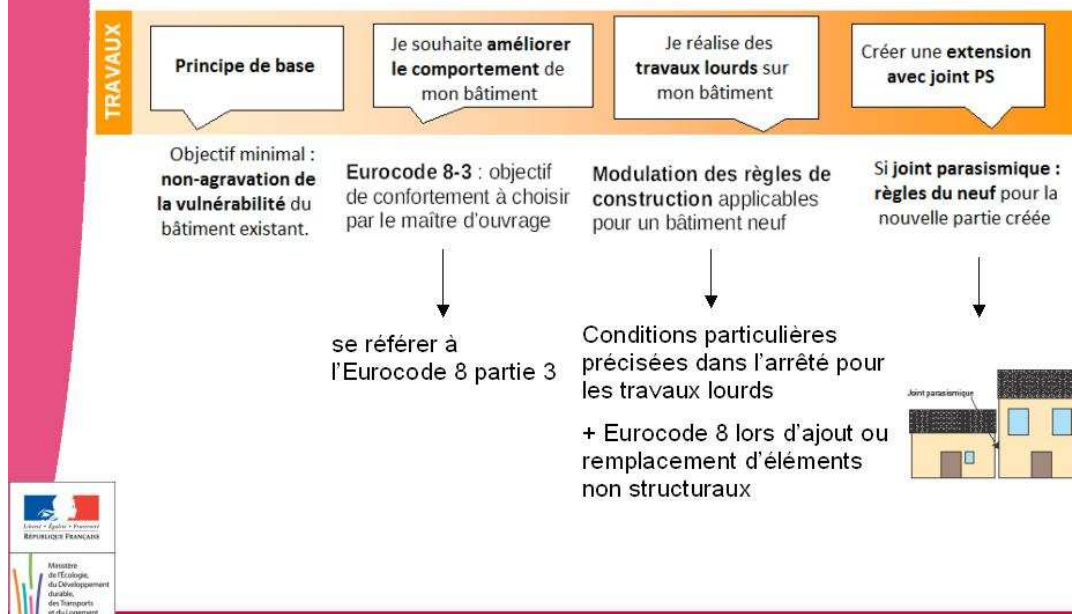 TRAVAUX
Principe de base
Je souhaite améliorer
le comportement de
mon bâtiment
Je réalise des
travaux lourds sur
mon bâtiment
Créer une extension
avec joint PS
Objectif minimal :
non-agravation de
la vulnérabilité du
bâtiment existant.
Eurocode 8-3 : objectif
de confortement à choisir
par le maître d'ouvrage
Modulation des règles de
construction applicables
pour un bâtiment neuf
Si joint parasismique :
règles du neuf pour la
nouvelle partie créée
se référer à
l'Eurocode 8 partie 3
Conditions particulières
précisées dans l'arrêté pour
les travaux lourds
+ Eurocode 8 lors d'ajout ou
remplacement d'éléments
non structuraux
Joint parasismique
Liberté • Égalité • Fraternité
RÉPUBLIQUE FRANÇAISE
Ministère
de l'Écologie,
du Développement
durable,
des Transports
et du Logement